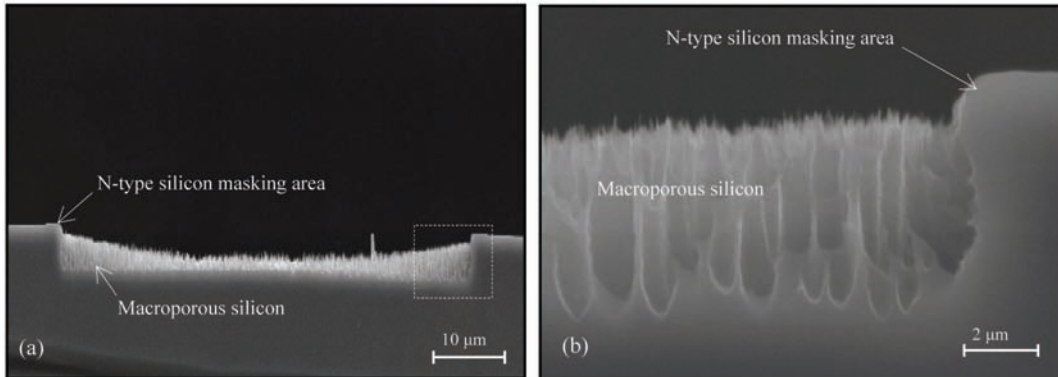 N-type silicon masking area
Macroporous silicon
(a)
10 μm
N-type silicon masking area
Macroporous silicon
(b)
2 μm